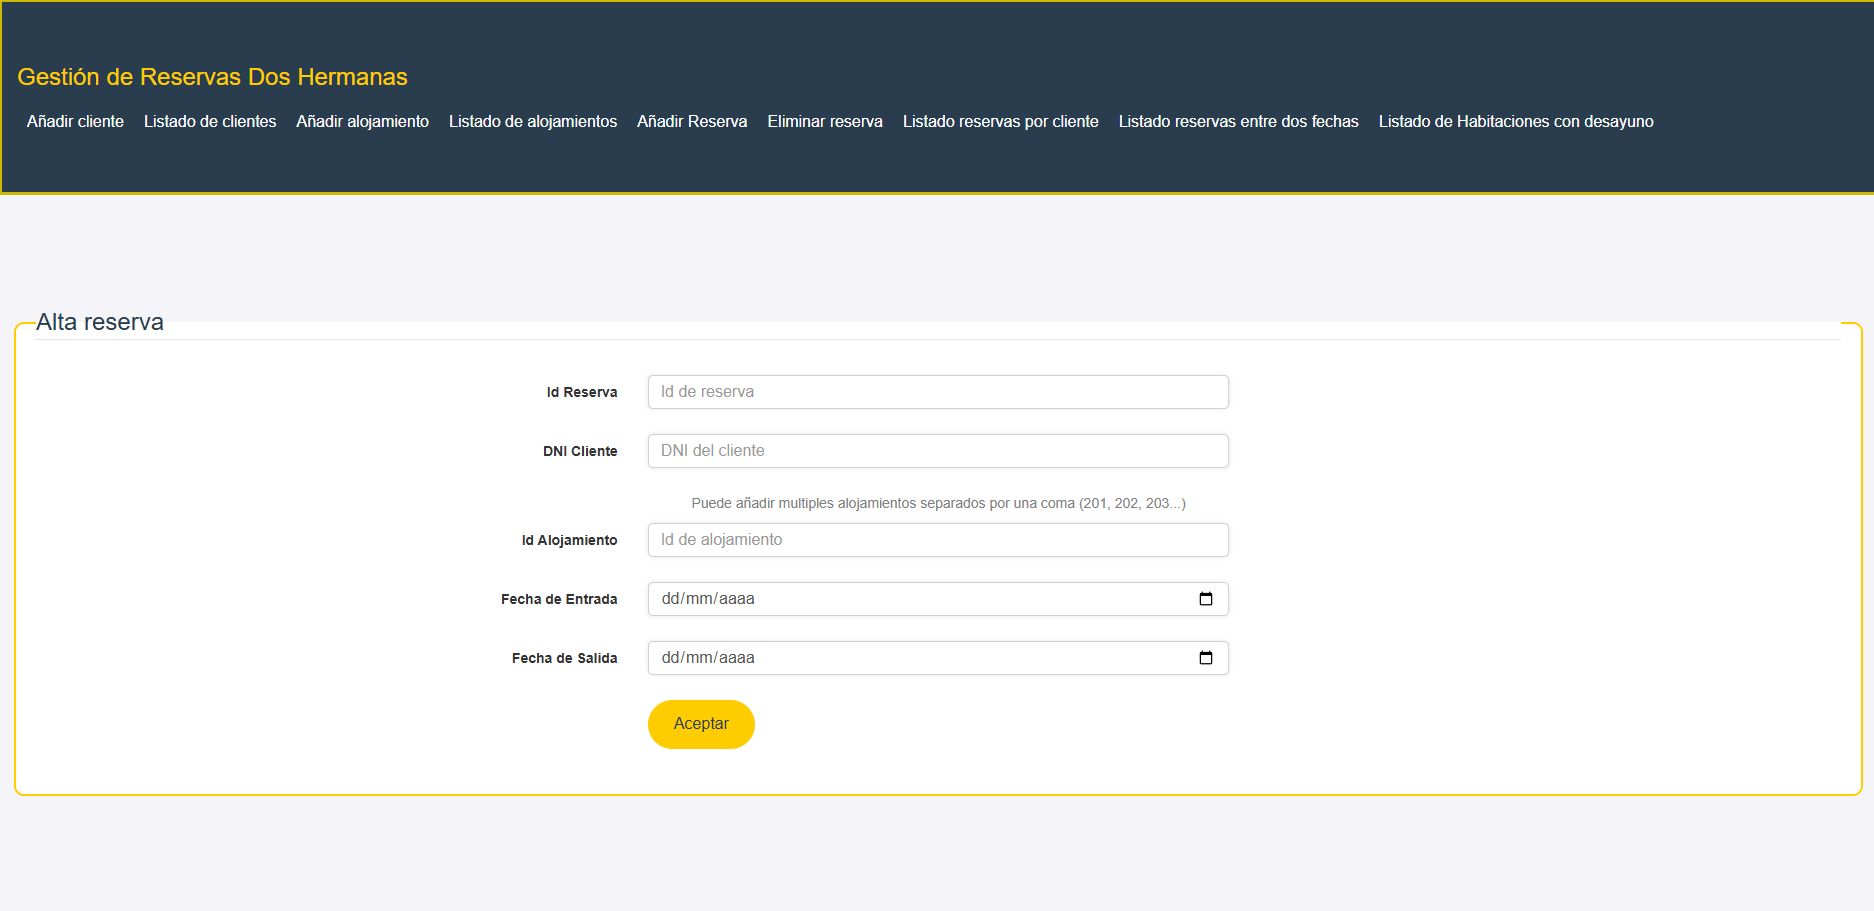 Gestión de Reservas Dos Hermanas
Añadir cliente Listado de clientes Añadir alojamiento Listado de alojamientos Añadir Reserva Eliminar reserva Listado reservas por cliente Listado reservas entre dos fechas Listado de Habitaciones con desayuno
Alta reserva
Id Reserva Id de reserva
DNI Cliente DNI del cliente
Puede añadir multiples alojamientos separados por una coma (201, 202, 203...)
Id Alojamiento Id de alojamiento
Fecha de Entrada dd/mm/aaaa
Fecha de Salida dd/mm/aaaa
Aceptar